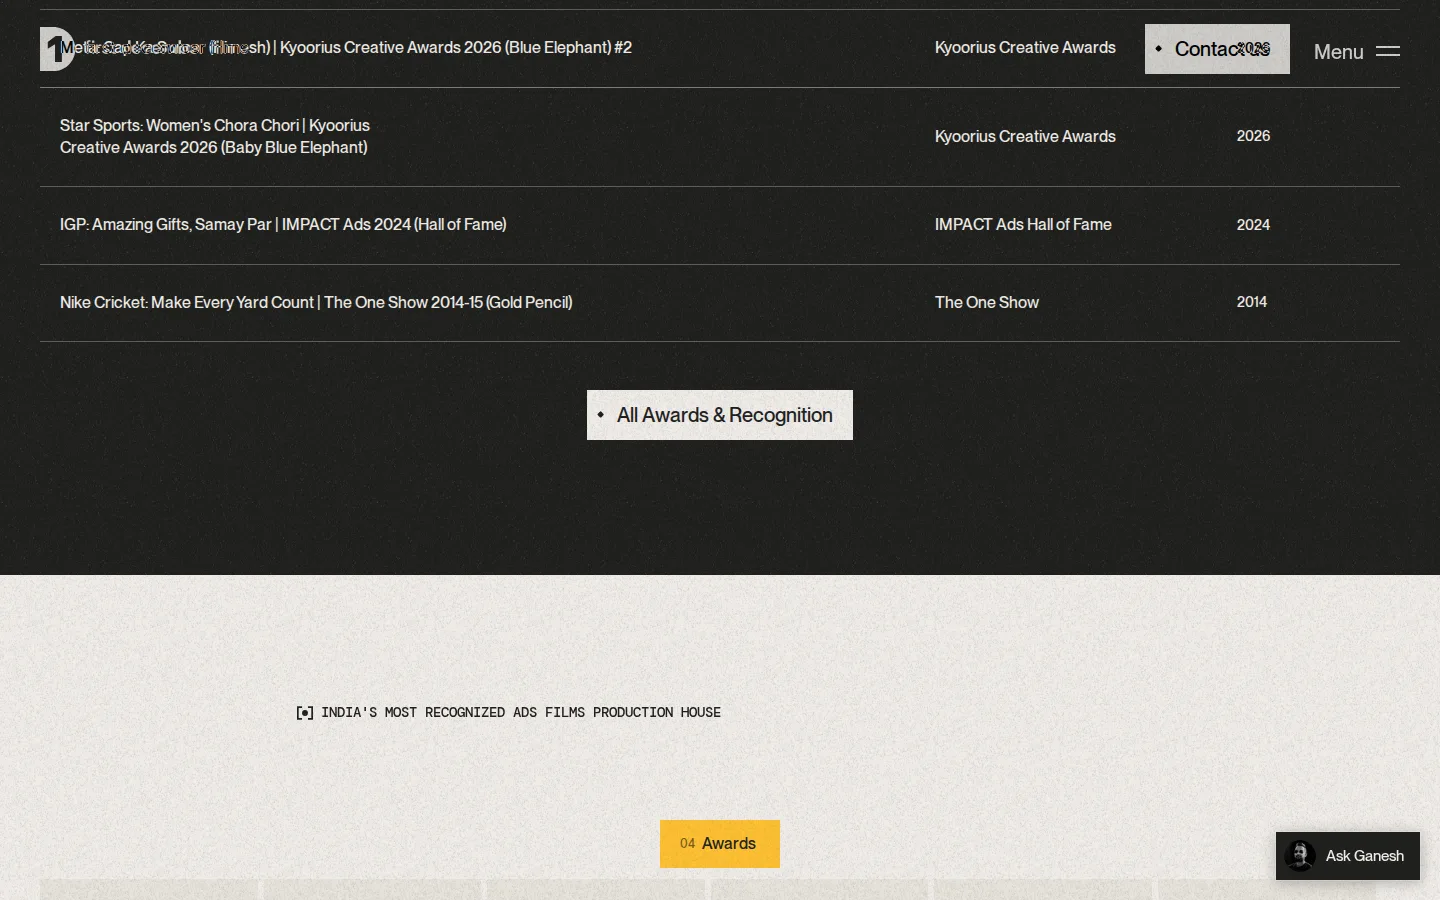 1
| Kyoorius Creative Awards 2026 (Blue Elephant) #2
Kyoorius Creative Awards
Contact Us
2026
Menu
Star Sports: Women's Chora Chori | Kyoorius
Creative Awards 2026 (Baby Blue Elephant)
Kyoorius Creative Awards
2026
IGP: Amazing Gifts, Samay Par | IMPACT Ads 2024 (Hall of Fame)
IMPACT Ads Hall of Fame
2024
Nike Cricket: Make Every Yard Count | The One Show 2014-15 (Gold Pencil)
The One Show
2014
All Awards & Recognition
INDIA'S MOST RECOGNIZED ADS FILMS PRODUCTION HOUSE
04 Awards
Ask Ganesh